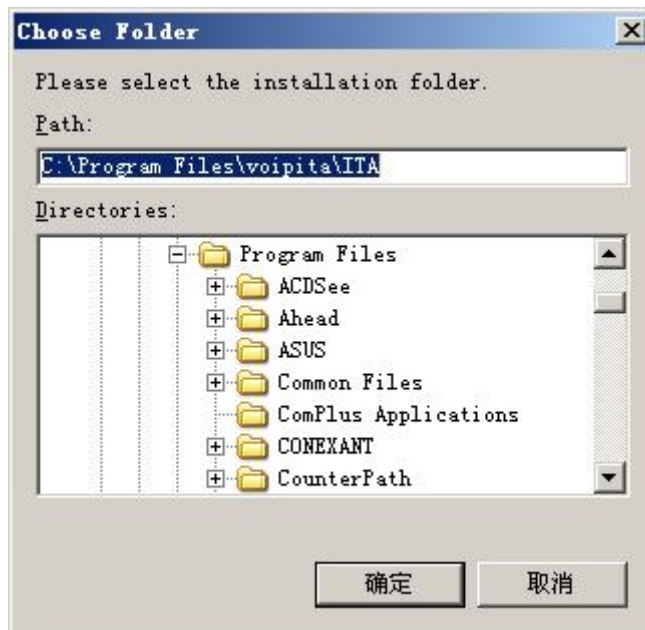 Choose Folder
Please select the installation folder.
Path:
C:\Program Files\voipita\ITA
Directories:
Program Files
ACDSee
Ahead
ASUS
Common Files
ComPlus Applications
CONEXANT
CounterPath
确定 取消